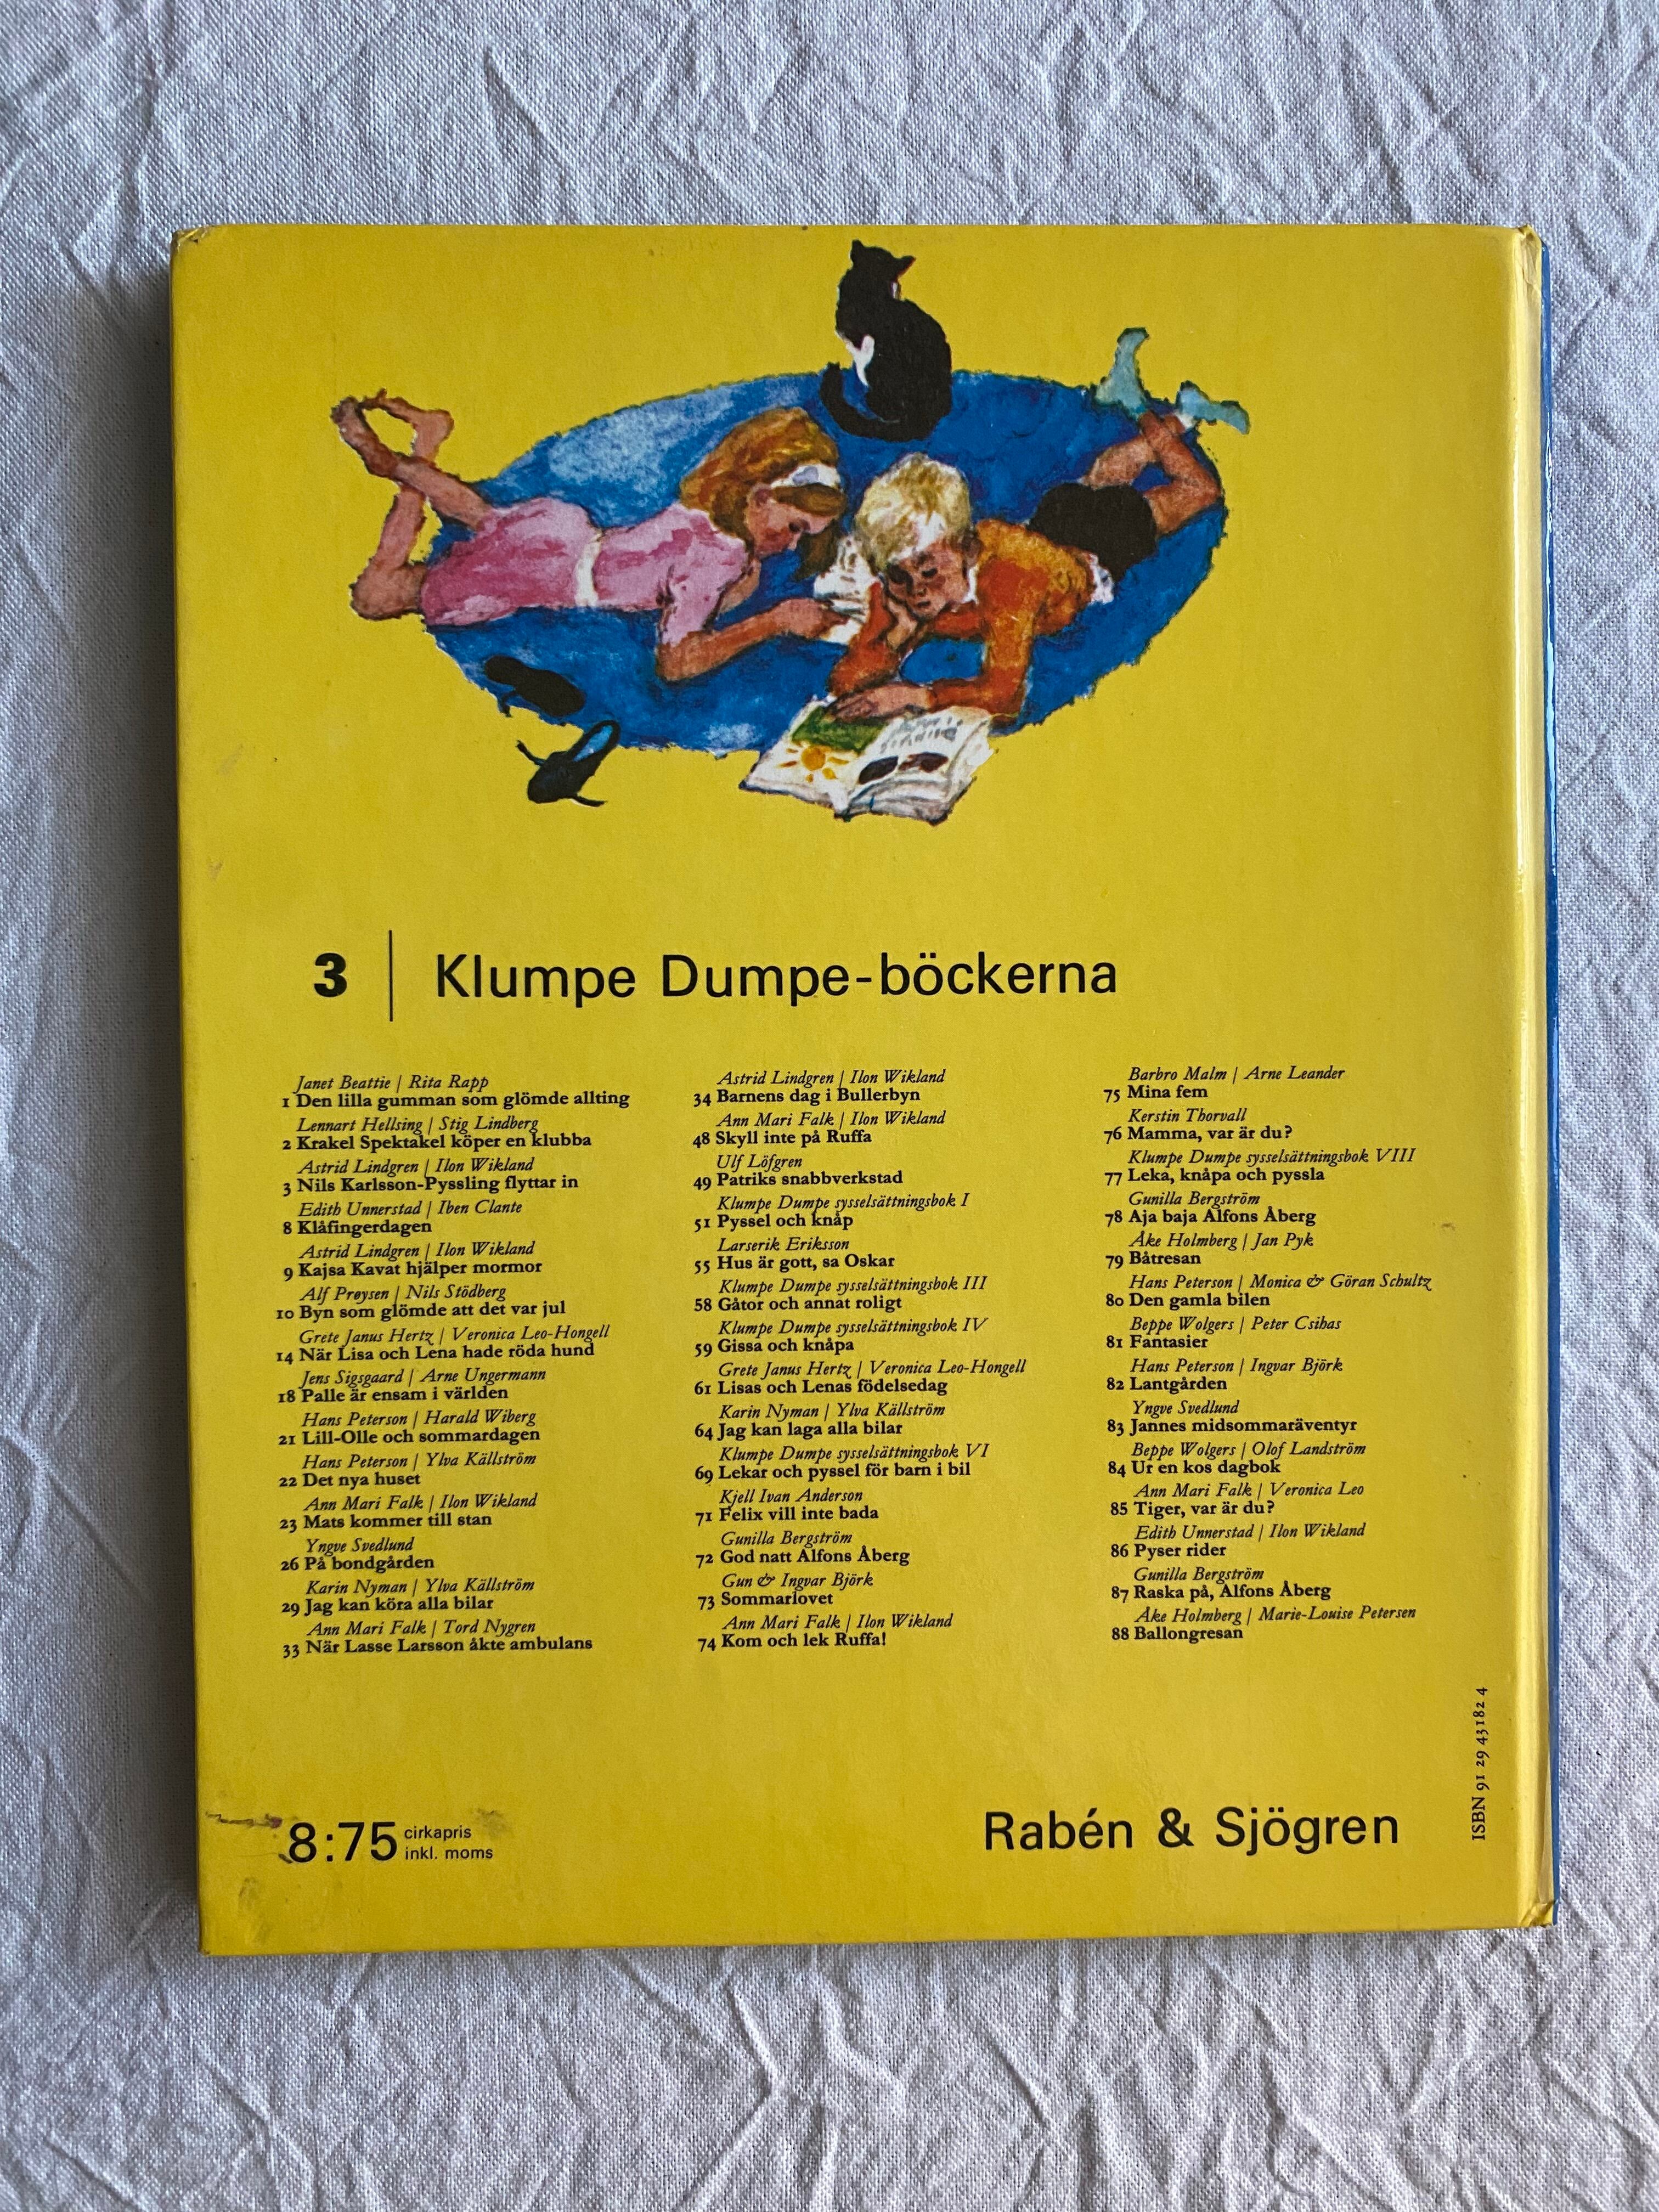 3 | Klumpe Dumpe-böckerna
Janet Beattie | Rita Rapp
1 Den lilla gumman som glömde allting
Lennart Hellsing | Stig Lindberg
2 Krakel Spektakel köper en klubba
Astrid Lindgren | Ilon Wikland
3 Nils Karlsson-Pyssling flyttar in
Edith Unnerstad | Iben Clante
8 Klåfingerdagen
Astrid Lindgren | Ilon Wikland
9 Kajsa Kavat hjälper mormor
Alf Prøysen | Nils Stödberg
10 Byn som glömde att det var jul
Grete Janus Hertz | Veronica Leo-Hongell
14 När Lisa och Lena hade röda hund
Jens Sigsgaard | Arne Ungermann
18 Palle är ensam i världen
Hans Peterson | Harald Wiberg
21 Lill-Olle och sommardagen
Hans Peterson | Ylva Källström
22 Det nya huset
Ann Mari Falk | Ilon Wikland
23 Mats kommer till stan
Yngve Svedlund
26 På bondgården
Karin Nyman | Ylva Källström
29 Jag kan köra alla bilar
Ann Mari Falk | Tord Nygren
33 När Lasse Larsson åkte ambulans
Astrid Lindgren | Ilon Wikland
34 Barnens dag i Bullerbyn
Ann Mari Falk | Ilon Wikland
48 Skyll inte på Ruffa
Ulf Löfgren
49 Patriks snabbverkstad
Klumpe Dumpe sysselsättningsbok I
51 Pyssel och knåp
Larserik Eriksson
55 Hus är gott, sa Oskar
Klumpe Dumpe sysselsättningsbok III
58 Gåtor och annat roligt
Klumpe Dumpe sysselsättningsbok IV
59 Gissa och knåpa
Grete Janus Hertz | Veronica Leo-Hongell
61 Lisas och Lenas födelsedag
Karin Nyman | Ylva Källström
64 Jag kan laga alla bilar
Klumpe Dumpe sysselsättningsbok VI
69 Lekar och pyssel för barn i bil
Kjell Ivan Anderson
71 Felix vill inte bada
Gunilla Bergström
72 God natt Alfons Åberg
Gun & Ingvar Björk
73 Sommarlovet
Ann Mari Falk | Ilon Wikland
74 Kom och lek Ruffa!
Barbro Malm | Arne Leander
75 Mina fem
Kerstin Thorvall
76 Mamma, var är du?
Klumpe Dumpe sysselsättningsbok VIII
77 Leka, knåpa och pyssla
Gunilla Bergström
78 Aja baja Alfons Åberg
Åke Holmberg | Jan Pyk
79 Båtresan
Hans Peterson | Monica & Göran Schultz
80 Den gamla bilen
Beppe Wolgers | Peter Csihas
81 Fantasier
Hans Peterson | Ingvar Björk
82 Lantgården
Yngve Svedlund
83 Jannes midsommaräventyr
Beppe Wolgers | Olof Landström
84 Ur en kos dagbok
Ann Mari Falk | Veronica Leo
85 Tiger, var är du?
Edith Unnerstad | Ilon Wikland
86 Pyser rider
Gunilla Bergström
87 Raska på, Alfons Åberg
Åke Holmberg | Marie-Louise Petersen
88 Ballongresan
8:75 cirkapris
inkl. moms
Rabén & Sjögren
ISBN 91 29 43182 4